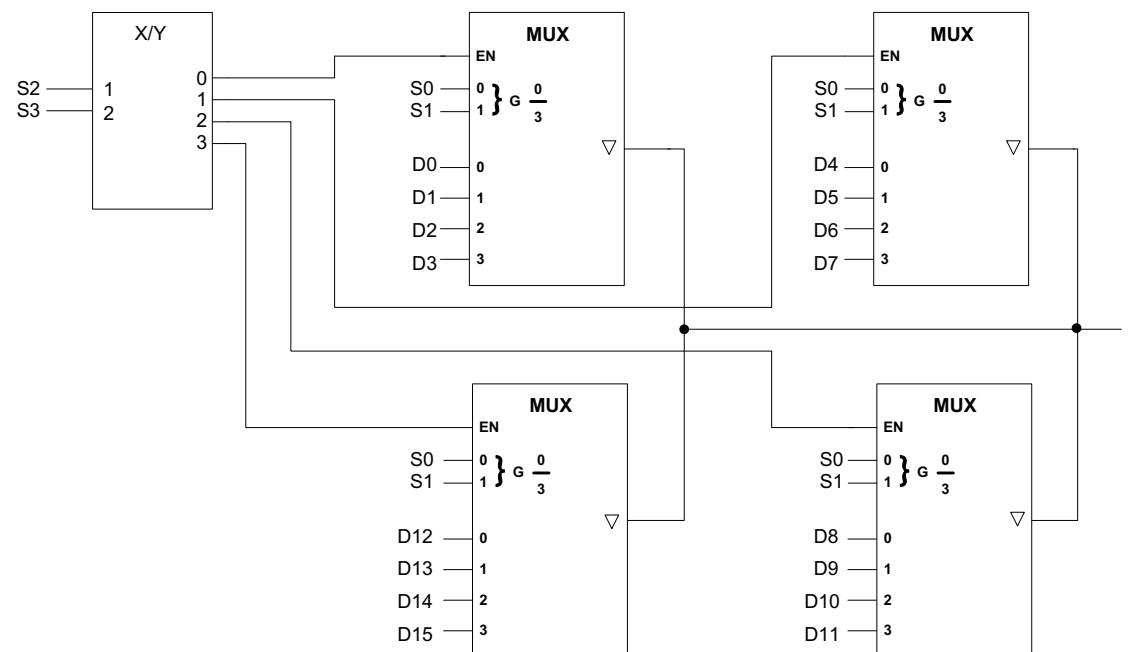 X/Y
S2 1
S3 2
0
1
2
3
MUX
EN
S0 0
S1 1
} G 0
3
D0 0
D1 1
D2 2
D3 3
▽
MUX
EN
S0 0
S1 1
} G 0
3
D4 0
D5 1
D6 2
D7 3
▽
MUX
EN
S0 0
S1 1
} G 0
3
D12 0
D13 1
D14 2
D15 3
▽
MUX
EN
S0 0
S1 1
} G 0
3
D8 0
D9 1
D10 2
D11 3
▽